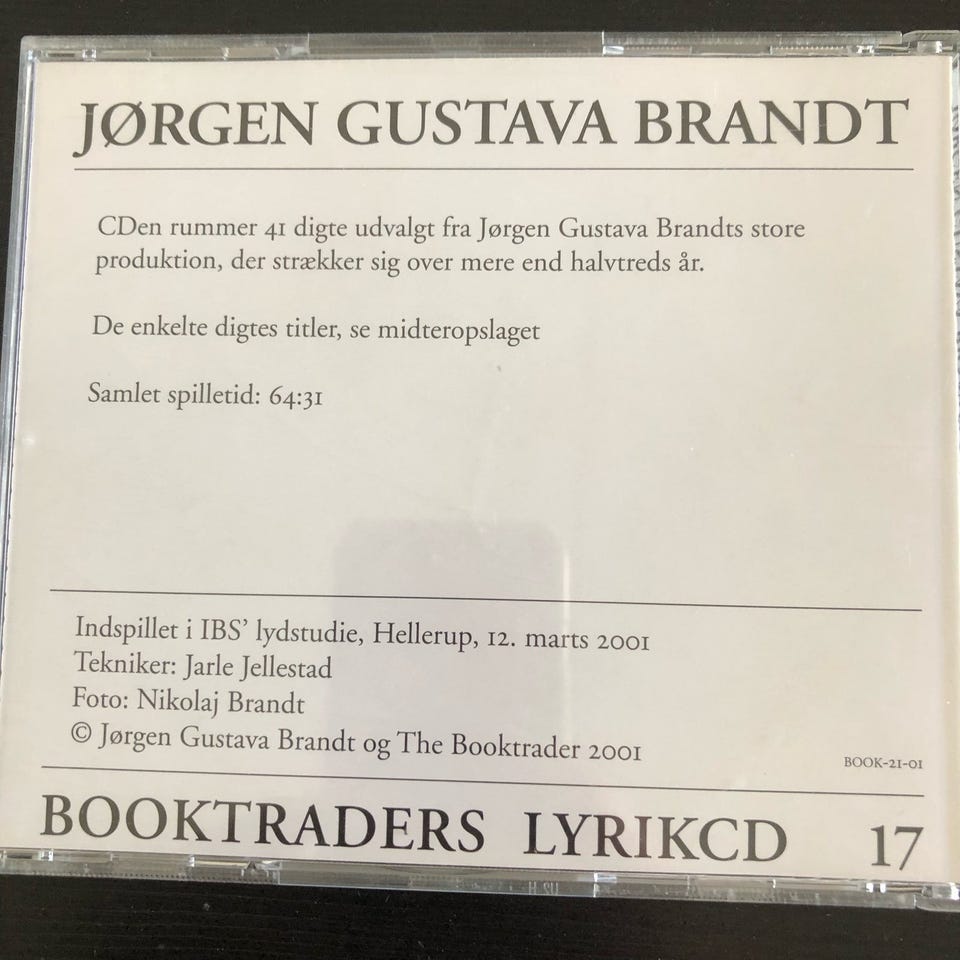 JØRGEN GUSTAVA BRANDT
CDen rummer 41 digte udvalgt fra Jørgen Gustava Brandts store
produktion, der strækker sig over mere end halvtreds år.
De enkelte digtes titler, se midteropslaget
Samlet spilletid: 64:31
Indspillet i IBS’ lydstudie, Hellerup, 12. marts 2001
Tekniker: Jarle Jellestad
Foto: Nikolaj Brandt
© Jørgen Gustava Brandt og The Booktrader 2001
BOOK-21-01
BOOKTRADERS LYRIKCD 17